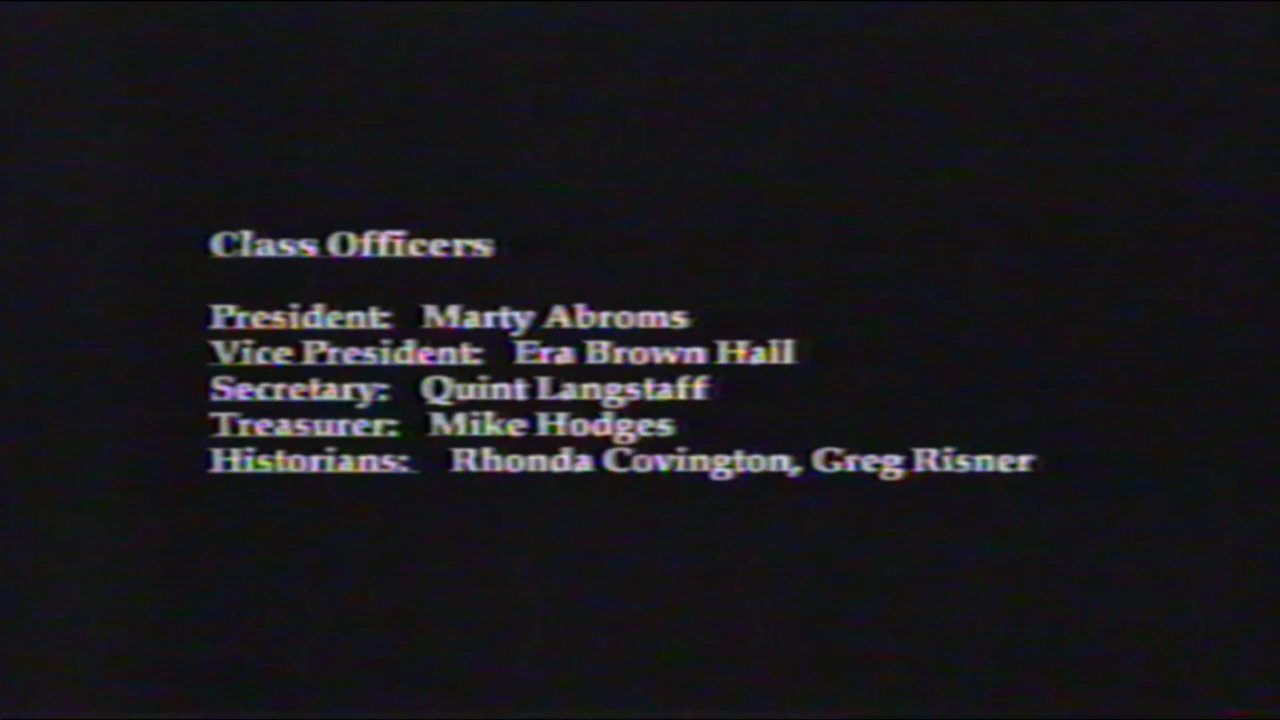 Class Officers
President: Marty Abroms
Vice President: Era Brown Hall
Secretary: Quint Langstaff
Treasurer: Mike Hodges
Historians: Rhonda Covington, Greg Risner